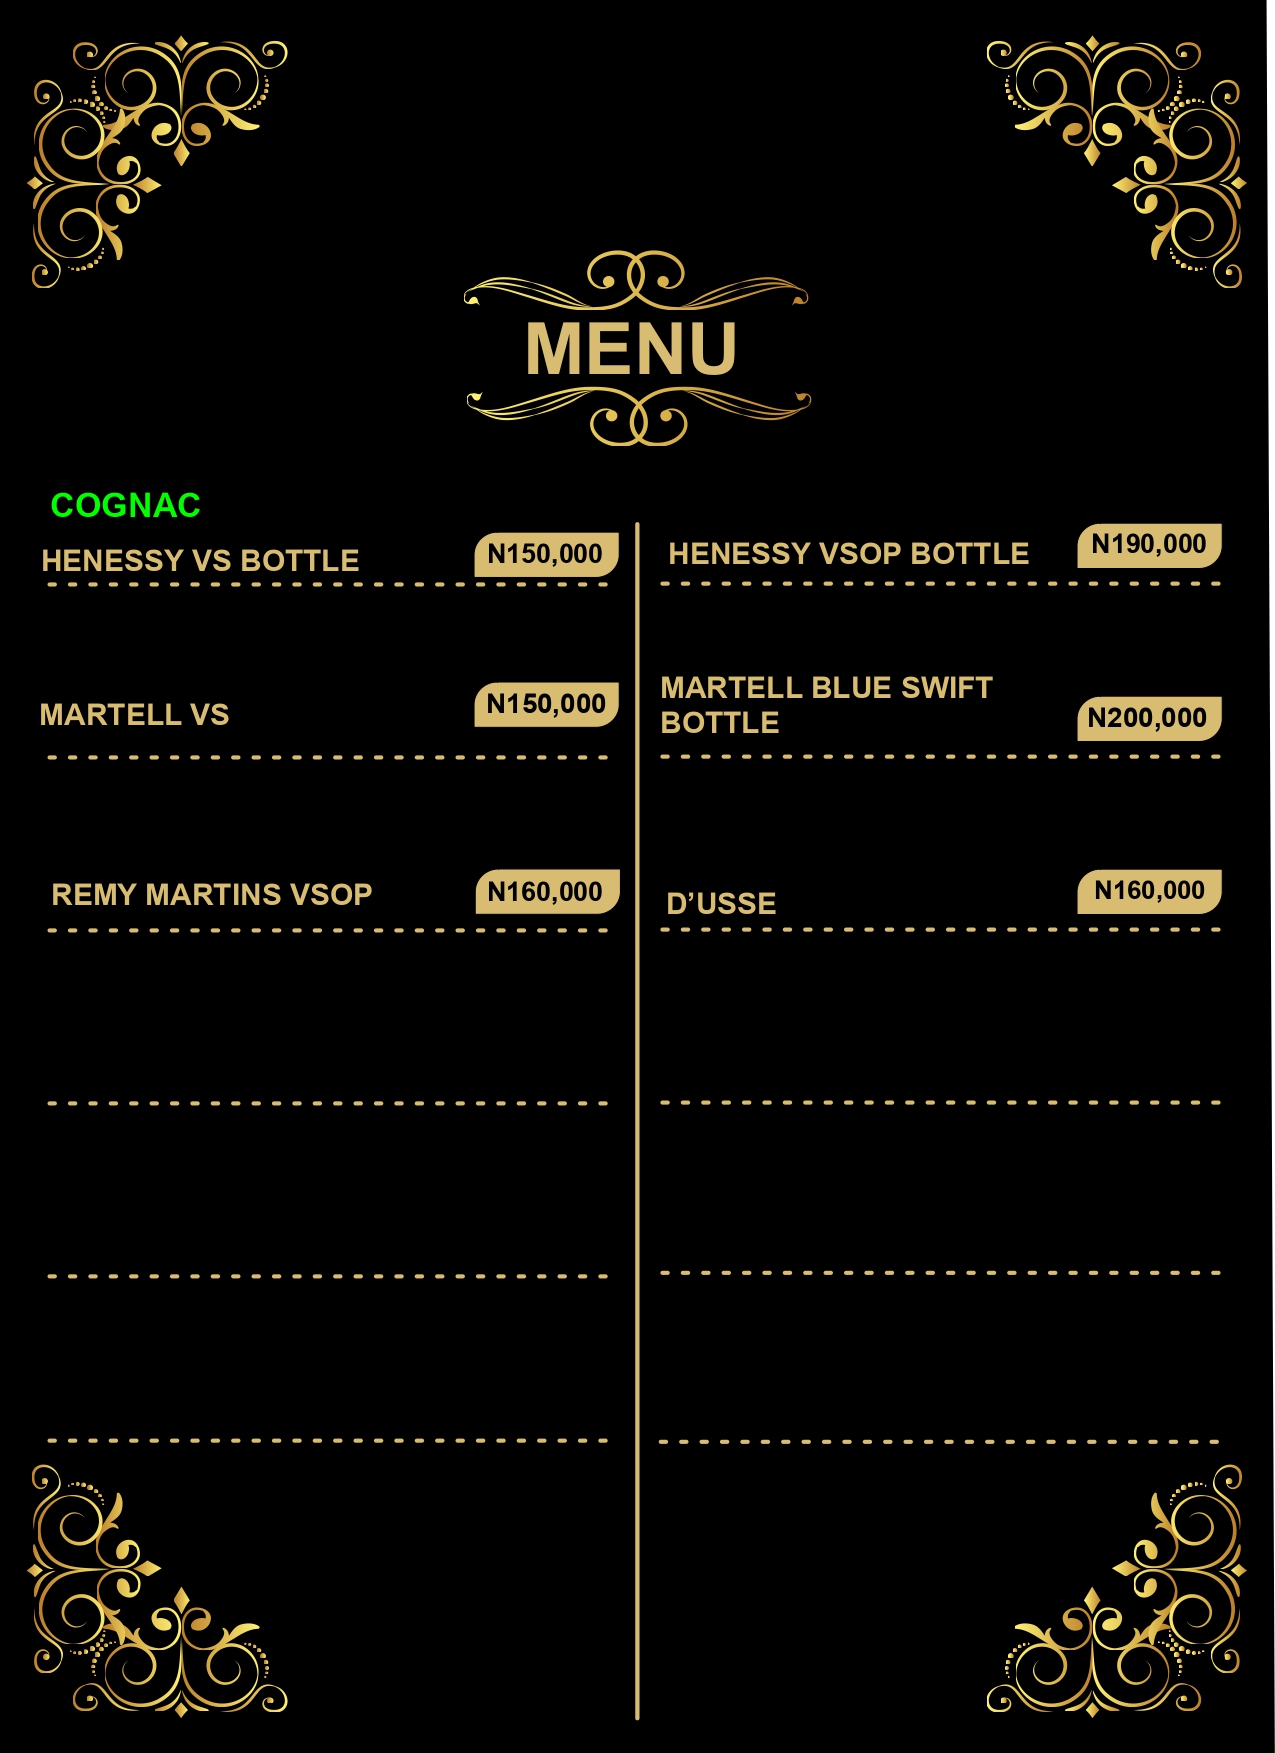 MENU
COGNAC
HENESSY VS BOTTLE N150,000
MARTELL VS N150,000
REMY MARTINS VSOP N160,000
HENESSY VSOP BOTTLE N190,000
MARTELL BLUE SWIFT
BOTTLE N200,000
D’USSE N160,000